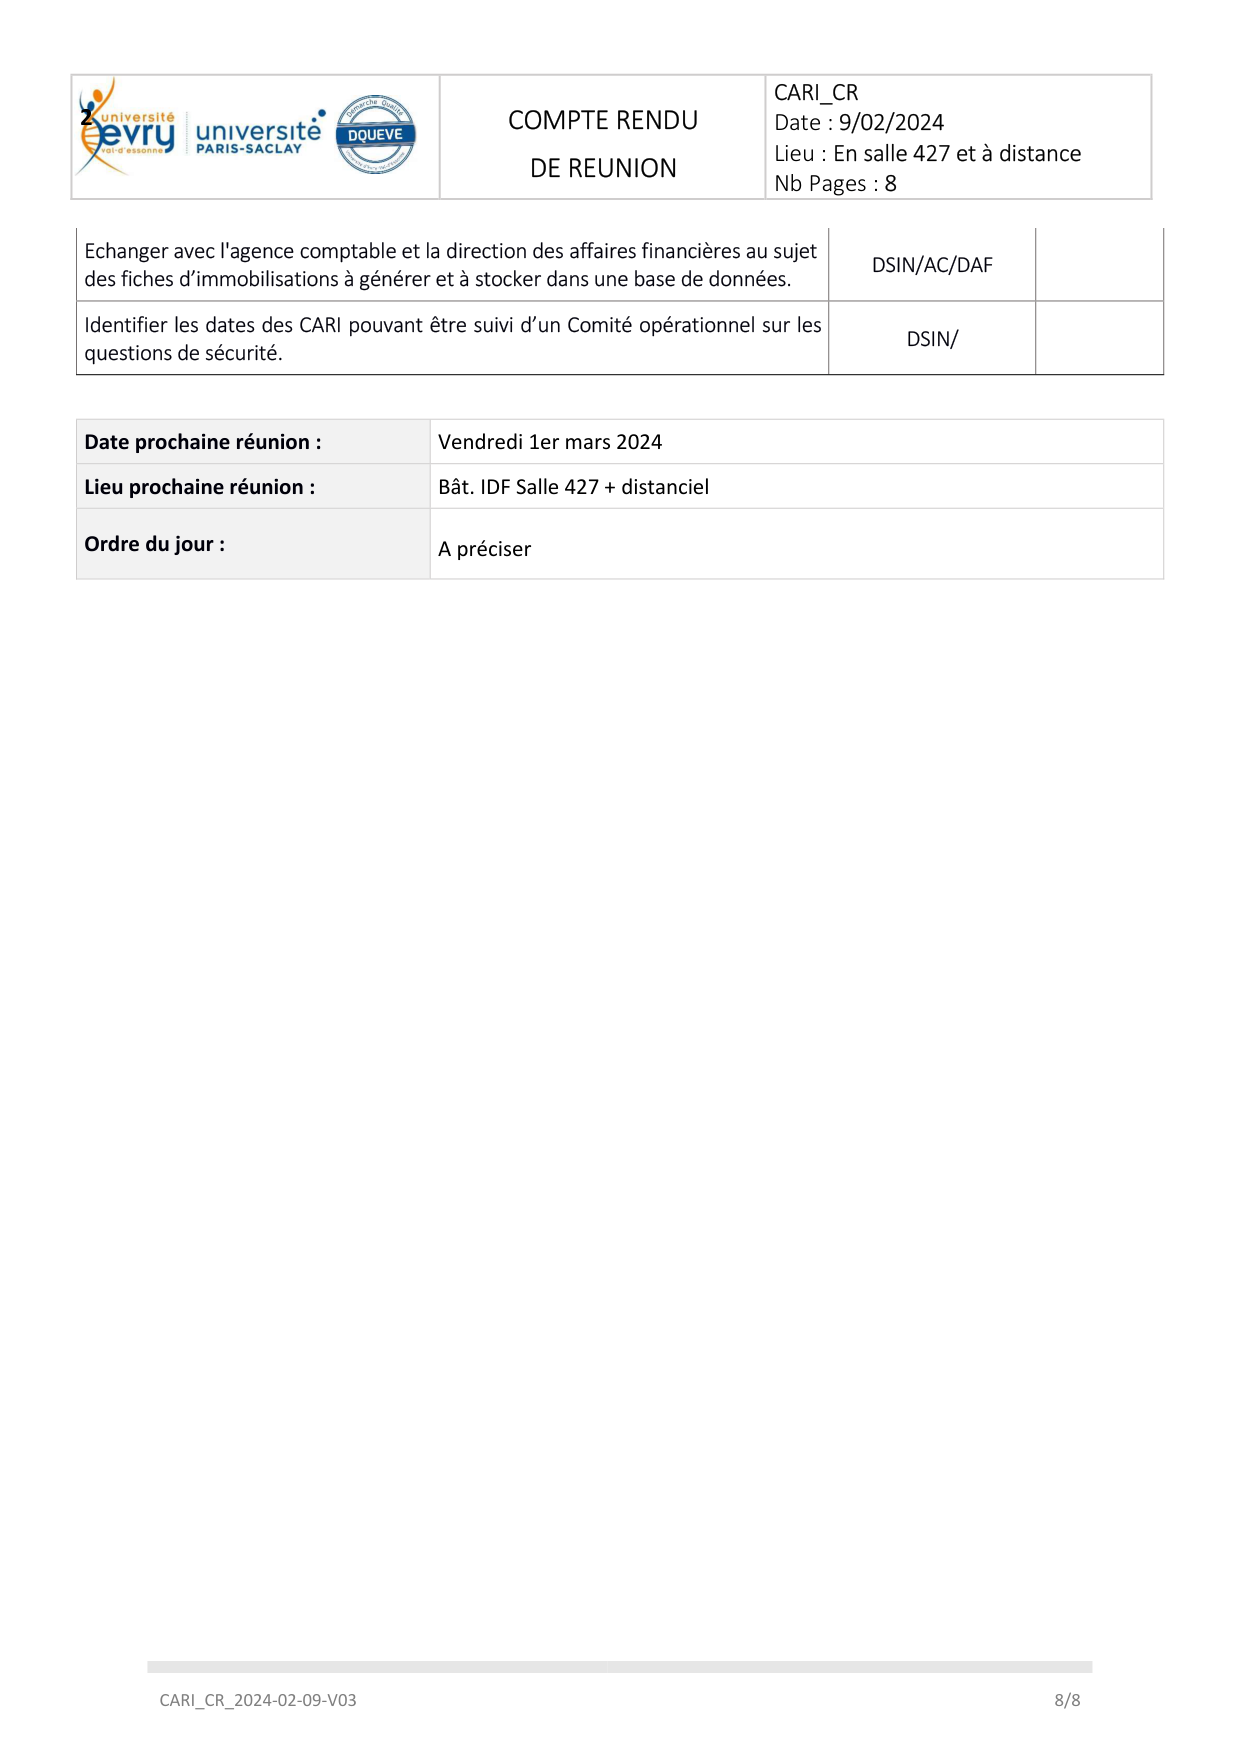 2
université
evry
val-d'essonne
université
PARIS-SACLAY
Démarche Qualité
DQUEVE
COMPTE RENDU
DE REUNION
CARI_CR
Date : 9/02/2024
Lieu : En salle 427 et à distance
Nb Pages : 8
Echanger avec l'agence comptable et la direction des affaires financières au sujet
des fiches d’immobilisations à générer et à stocker dans une base de données.
DSIN/AC/DAF
Identifier les dates des CARI pouvant être suivi d’un Comité opérationnel sur les
questions de sécurité.
DSIN/
Date prochaine réunion :
Vendredi 1er mars 2024
Lieu prochaine réunion :
Bât. IDF Salle 427 + distanciel
Ordre du jour :
A préciser
CARI_CR_2024-02-09-V03
8/8